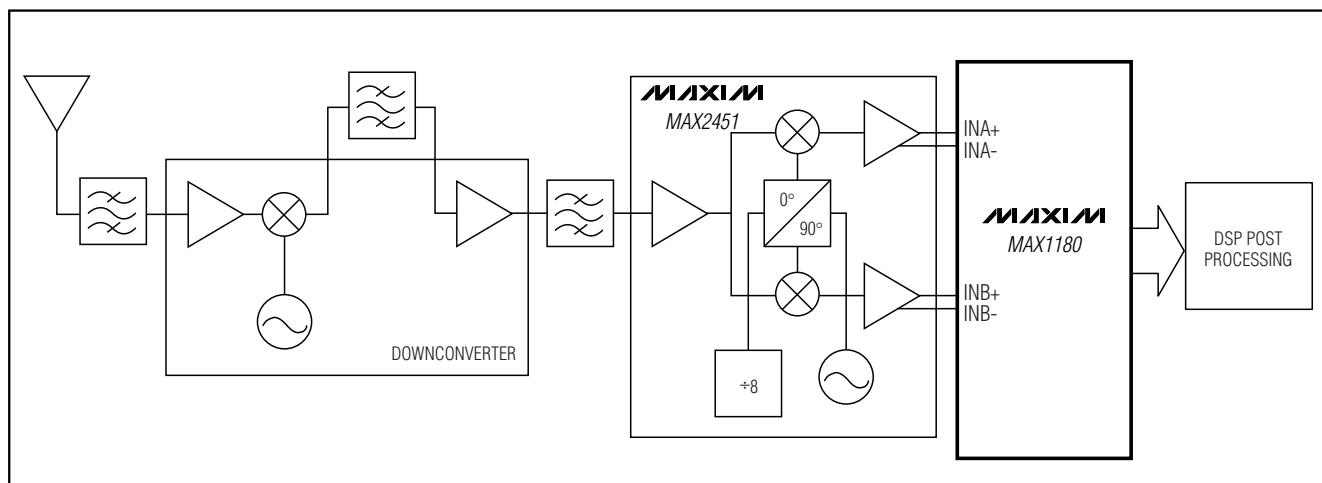 DOWNCONVERTER
MAXIM
MAX2451
0°
90°
÷8
INA+
INA-
MAXIM
MAX1180
INB+
INB-
DSP POST
PROCESSING